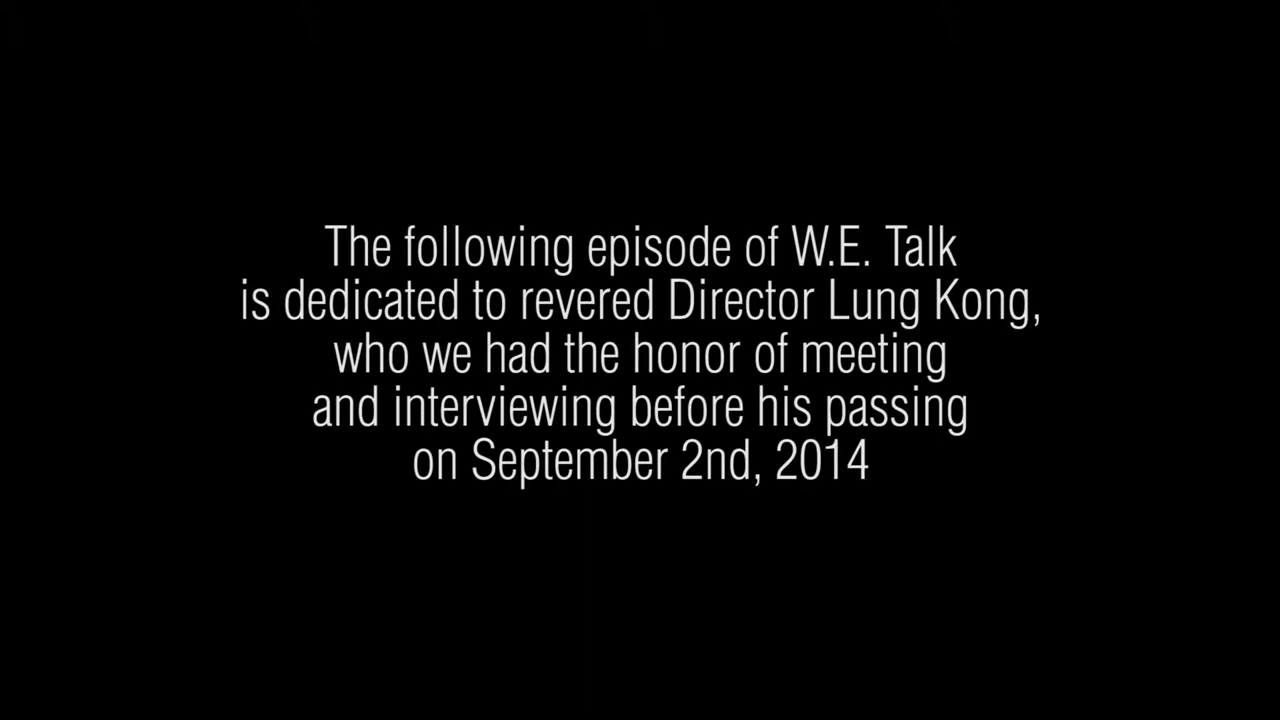 The following episode of W.E. Talk
is dedicated to revered Director Lung Kong,
who we had the honor of meeting
and interviewing before his passing
on September 2nd, 2014